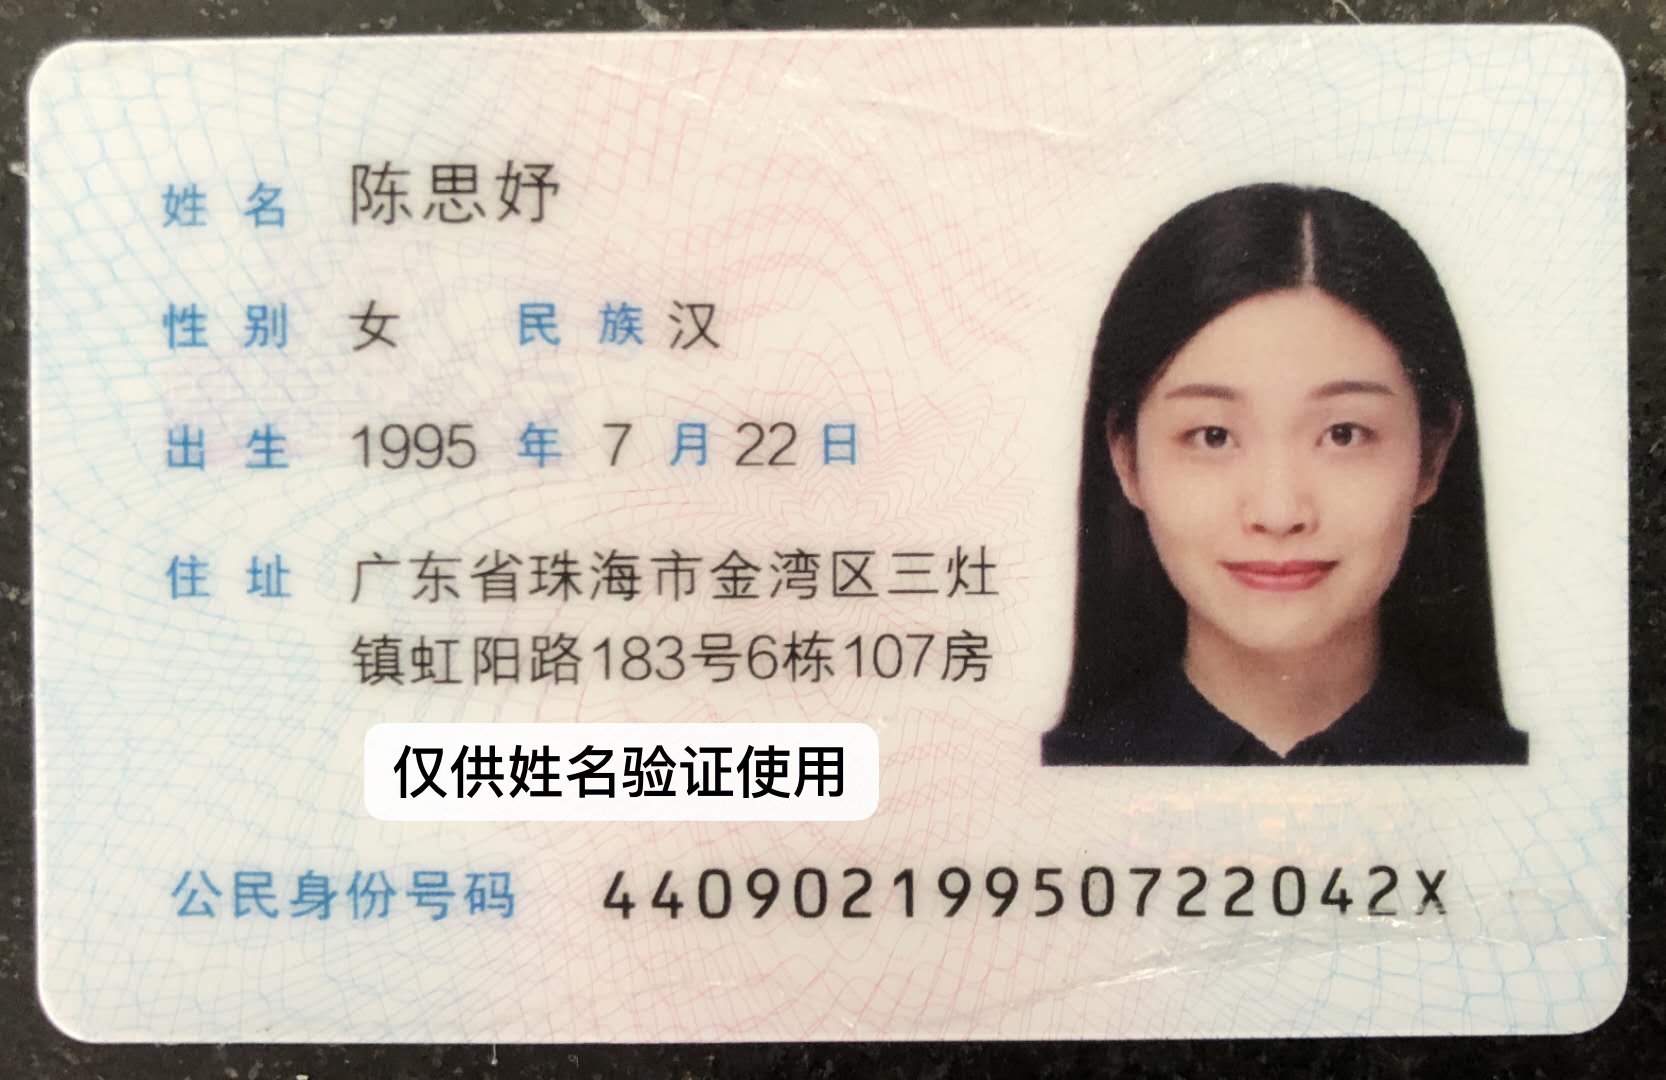 姓名 陈思妤
性别 女 民族 汉
出生 1995 年 7 月 22 日
住址 广东省珠海市金湾区三灶
镇虹阳路183号6栋107房
仅供姓名验证使用
公民身份号码 44090219950722042X